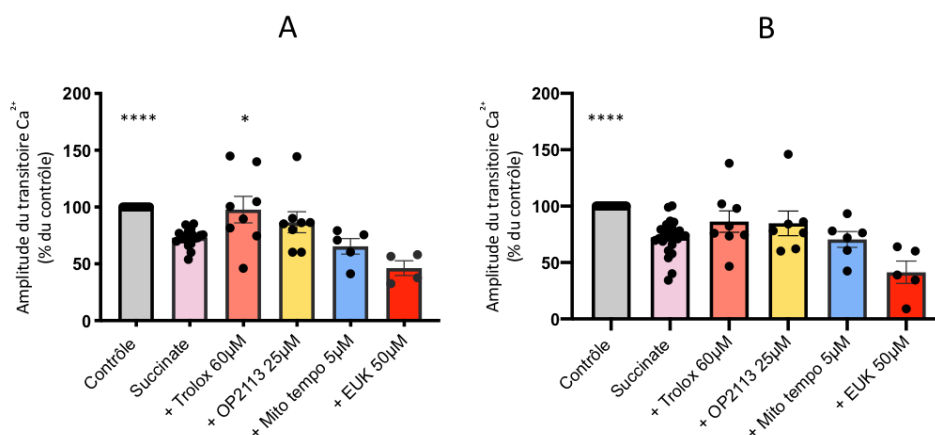 A
B
Amplitude du transitoire Ca²⁺
(% du contrôle)
200
150
100
50
0
****
*
Contrôle
Succinate
+ Trolox 60µM
+ OP2113 25µM
+ Mito tempo 5µM
+ EUK 50µM
Amplitude du transitoire Ca²⁺
(% du contrôle)
200
150
100
50
0
****
Contrôle
Succinate
+ Trolox 60µM
+ OP2113 25µM
+ Mito tempo 5µM
+ EUK 50µM